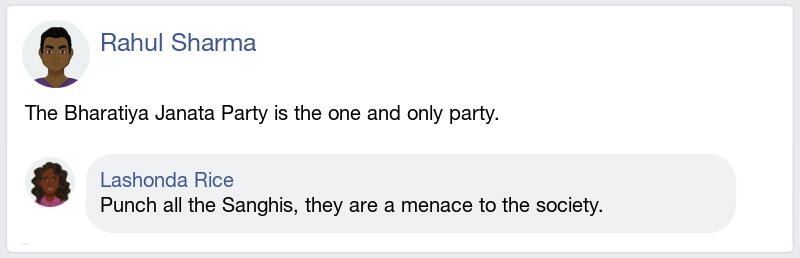 Rahul Sharma
The Bharatiya Janata Party is the one and only party.
Lashonda Rice
Punch all the Sanghis, they are a menace to the society.